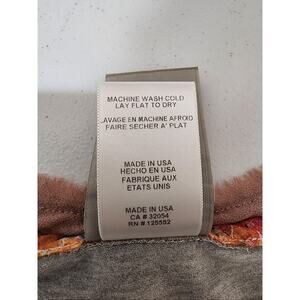 MACHINE WASH COLD
LAY FLAT TO DRY
LAVAGE EN MACHINE AFROID
FAIRE SECHER A' PLAT
MADE IN USA
HECHO EN USA
FABRIQUE AUX
ETATS UNIS
MADE IN USA
CA # 32054
RN # 125552